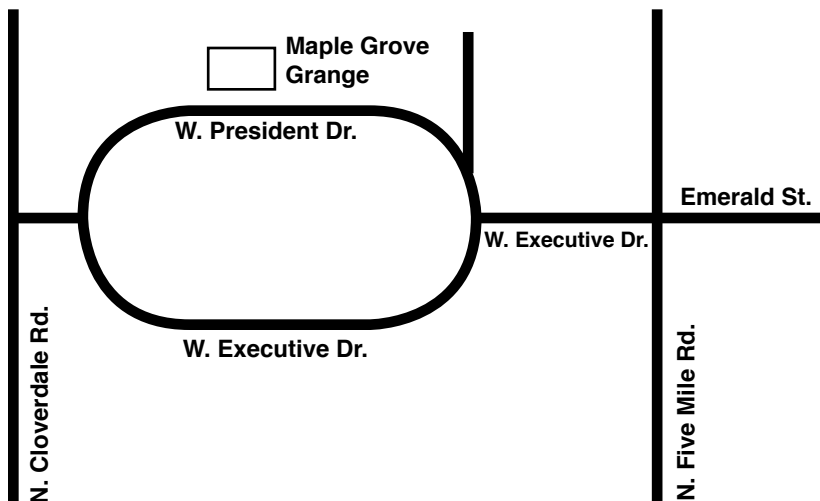 Maple Grove
Grange
W. President Dr.
Emerald St.
W. Executive Dr.
W. Executive Dr.
N. Cloverdale Rd.
N. Five Mile Rd.